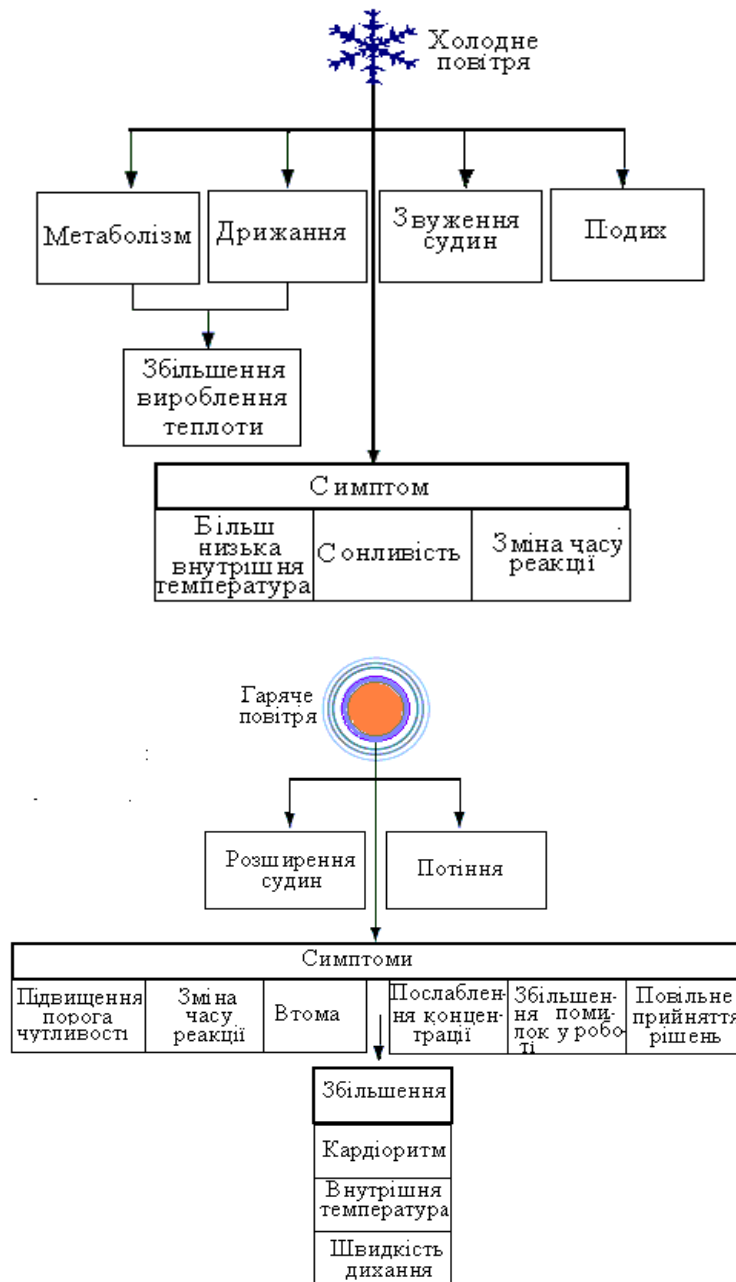 Холодне
повітря
Метаболізм
Дрижання
Звуження
судин
Подих
Збільшення
вироблення
теплоти
Симптом
Більш
низька
внутрішня
температура
Сонливість
Зміна часу
реакції
Гаряче
повітря
Розширення
судин
Потіння
Симптоми
Підвищення
порога
чутливості
Зміна
часу
реакції
Втома
Послаблен-
ня концен-
трації
Збільшен-
ня поми-
лок у робо-
ті
Повільне
прийняття
рішень
Збільшення
Кардіоритм
Внутрішня
температура
Швидкість
дихання